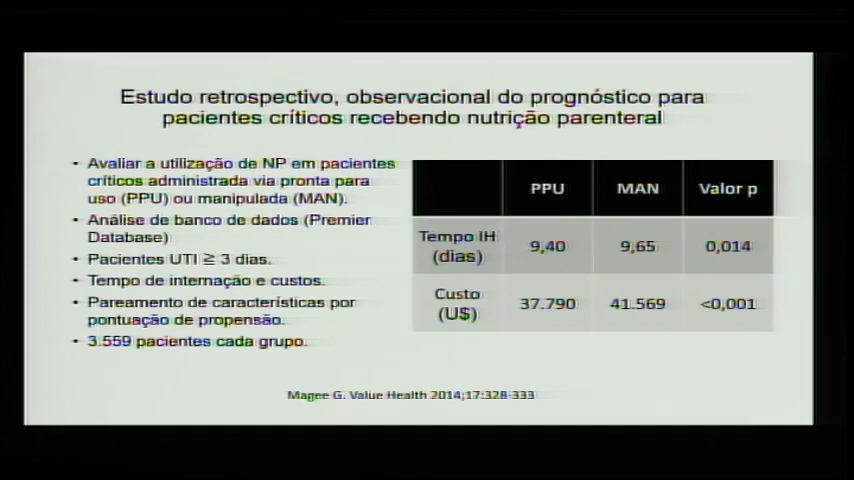 Estudo retrospectivo, observacional do prognóstico para
pacientes críticos recebendo nutrição parenteral
• Avaliar a utilização de NP em pacientes
críticos administrada via pronta para
uso (PPU) ou manipulada (MAN).
• Análise de banco de dados (Premier
Database)
• Pacientes UTI ≥ 3 dias.
• Tempo de internação e custos.
• Pareamento de características por
pontuação de propensão.
• 3.559 pacientes cada grupo.
PPU MAN Valor p
Tempo IH
(dias) 9,40 9,65 0,014
Custo
(U$) 37.790 41.569 <0,001
Magee G. Value Health 2014;17:328-333